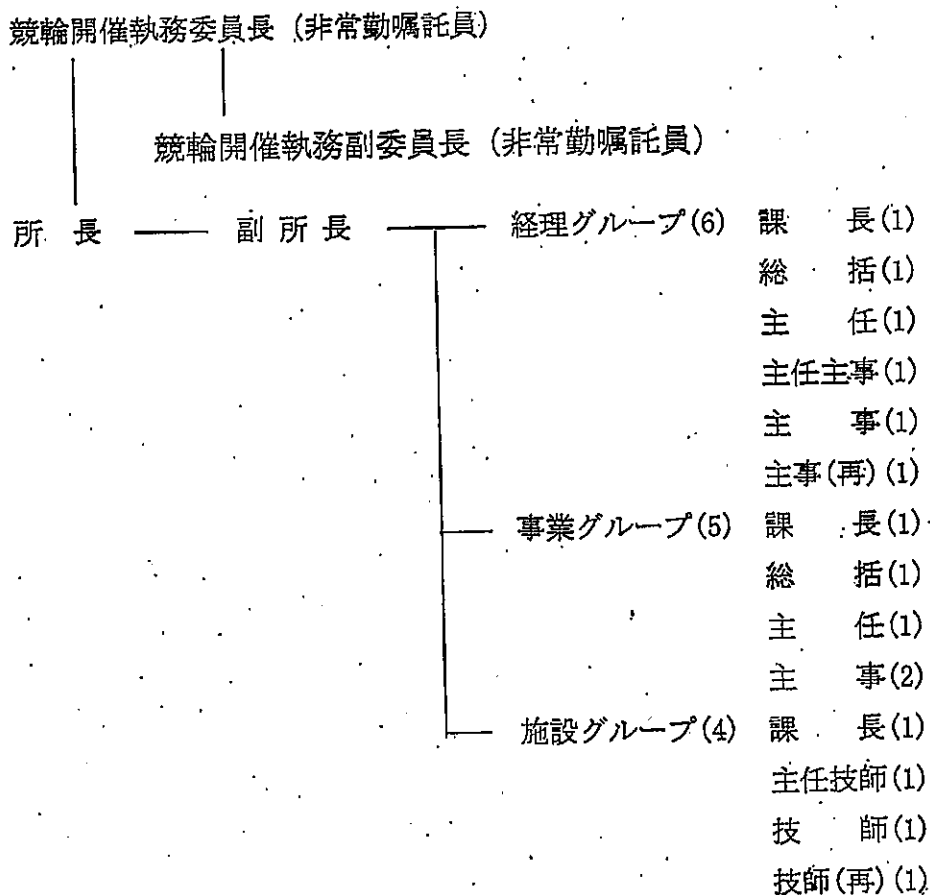 競輪開催執務委員長 (非常勤嘱託員)
競輪開催執務副委員長 (非常勤嘱託員)
所 長 副 所 長 経理グループ(6) 課 長(1)
総 括(1)
主 任(1)
主任主事(1)
主 事(1)
主事(再)(1)
事業グループ(5) 課 長(1)
総 括(1)
主 任(1)
主 事(2)
施設グループ(4) 課 長(1)
主任技師(1)
技 師(1)
技師(再)(1)